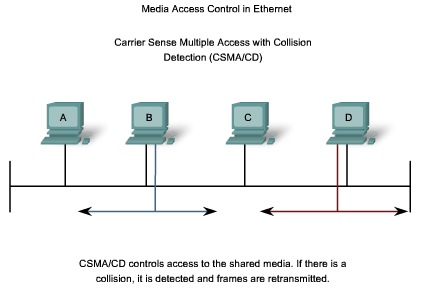 Media Access Control in Ethernet
Carrier Sense Multiple Access with Collision
Detection (CSMA/CD)
A
B
C
D
CSMA/CD controls access to the shared media. If there is a
collision, it is detected and frames are retransmitted.